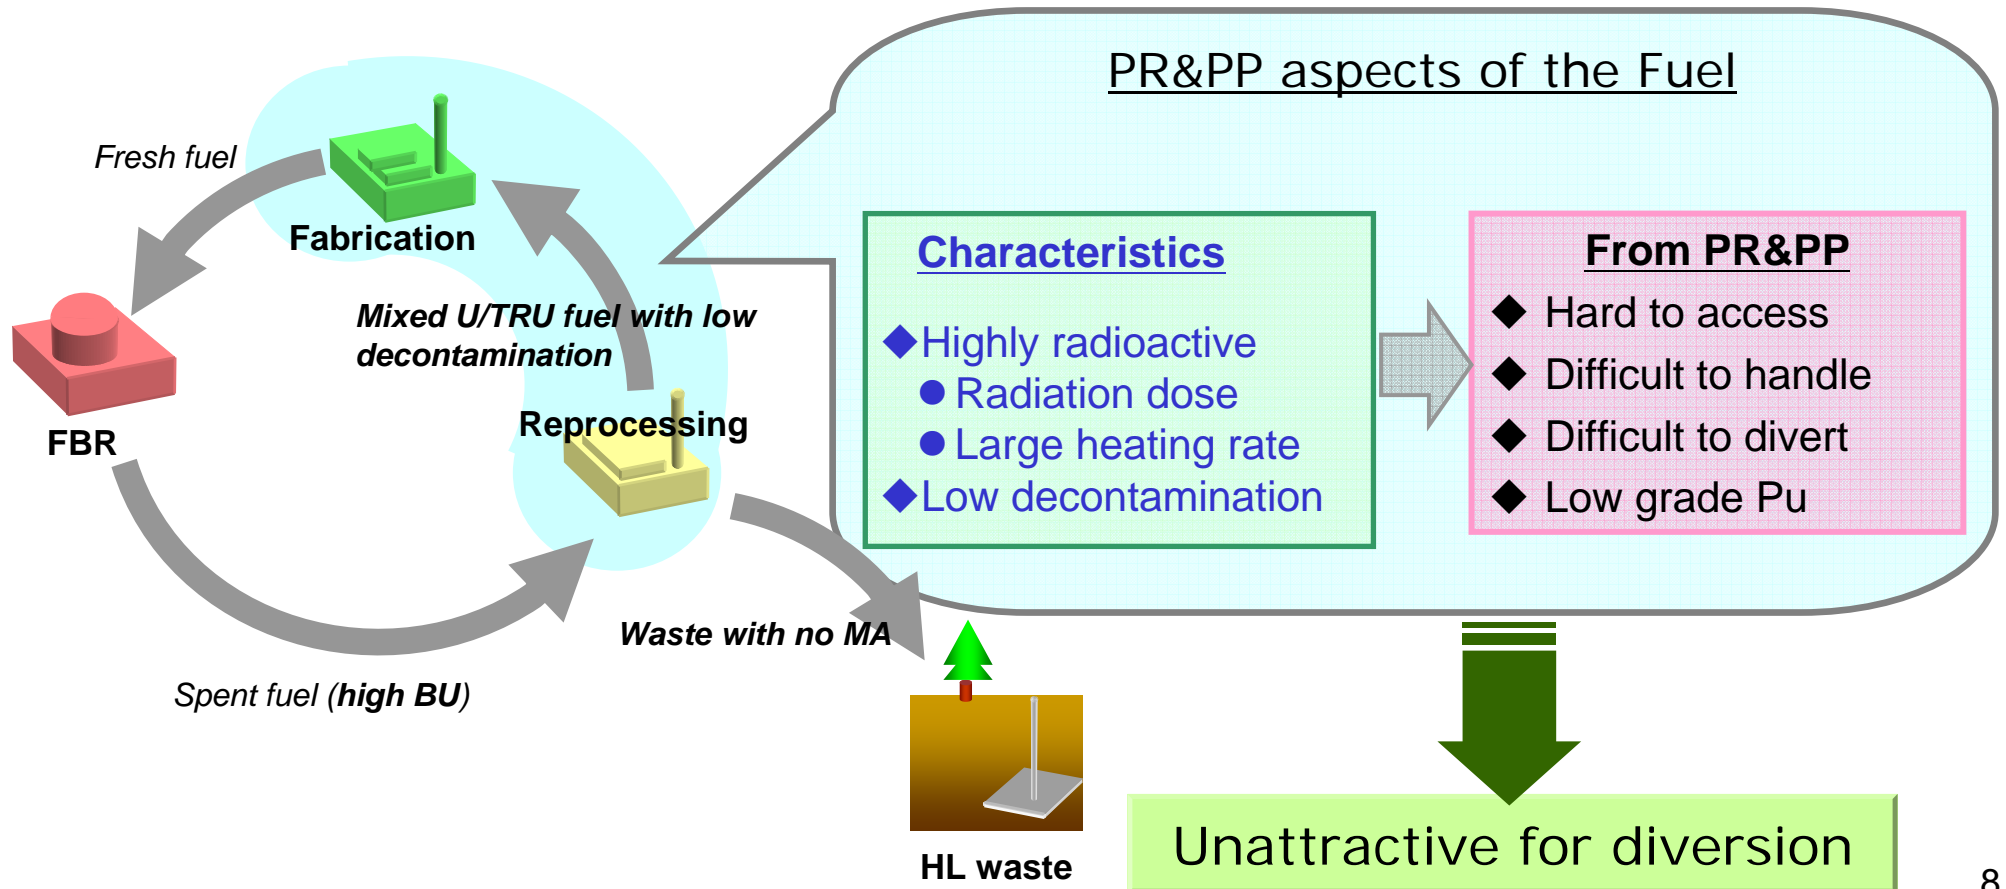 PR&PP aspects of the Fuel
Fresh fuel
Fabrication
Mixed U/TRU fuel with low
decontamination
FBR
Reprocessing
Spent fuel (high BU)
Waste with no MA
HL waste
Characteristics
◆Highly radioactive
●Radiation dose
●Large heating rate
◆Low decontamination
From PR&PP
◆ Hard to access
◆ Difficult to handle
◆ Difficult to divert
◆ Low grade Pu
Unattractive for diversion
8